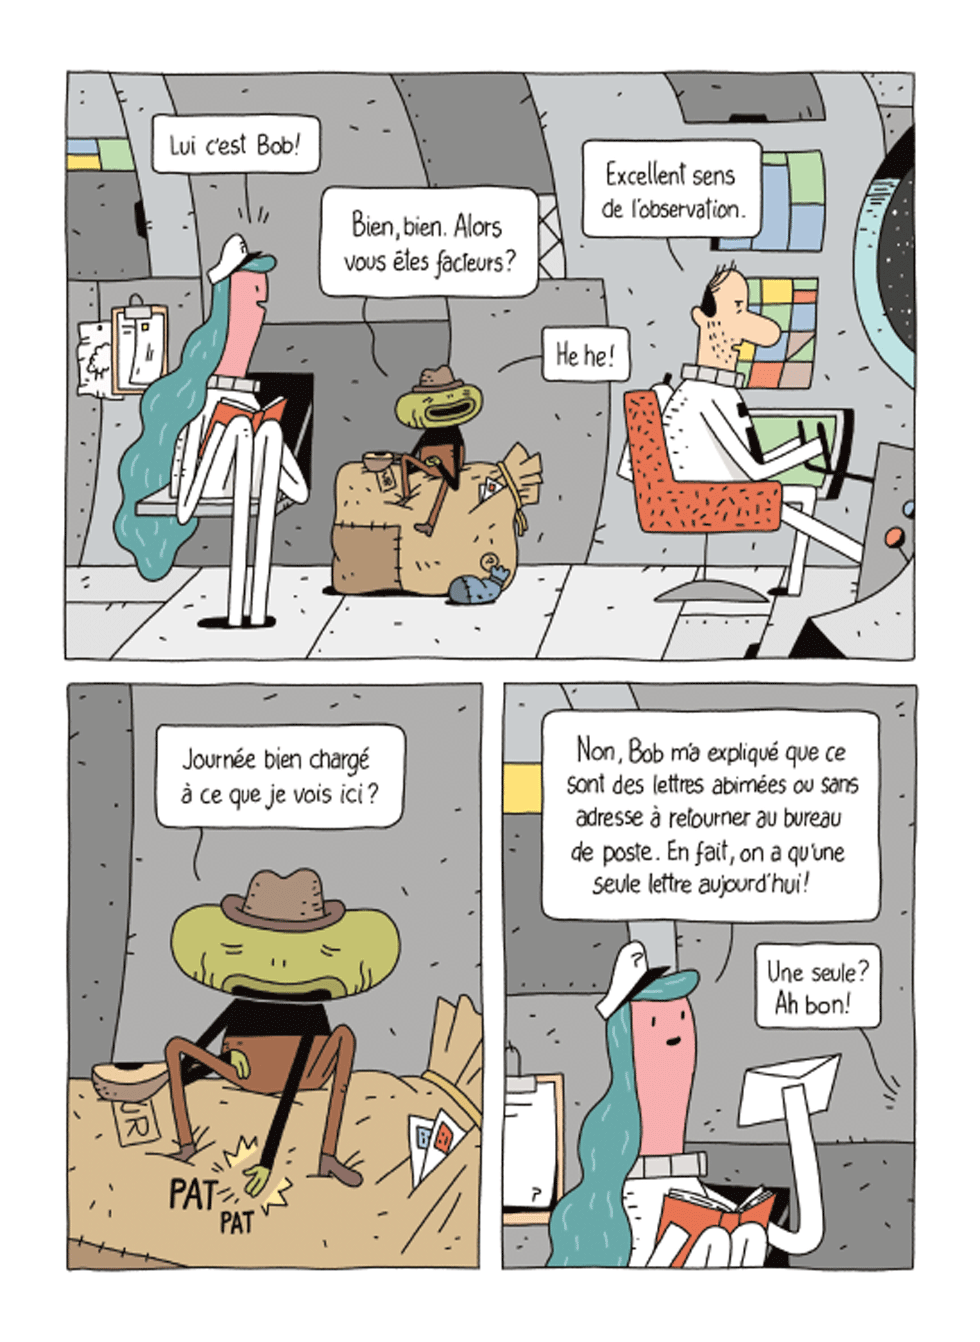 Lui c'est Bob!
Bien, bien. Alors
vous êtes facteurs?
Excellent sens
de l'observation.
He he!
Journée bien chargé
à ce que je vois ici?
PAT
PAT
Non, Bob m'a expliqué que ce
sont des lettres abimées ou sans
adresse à retourner au bureau
de poste. En fait, on a qu'une
seule lettre aujourd'hui!
Une seule?
Ah bon!